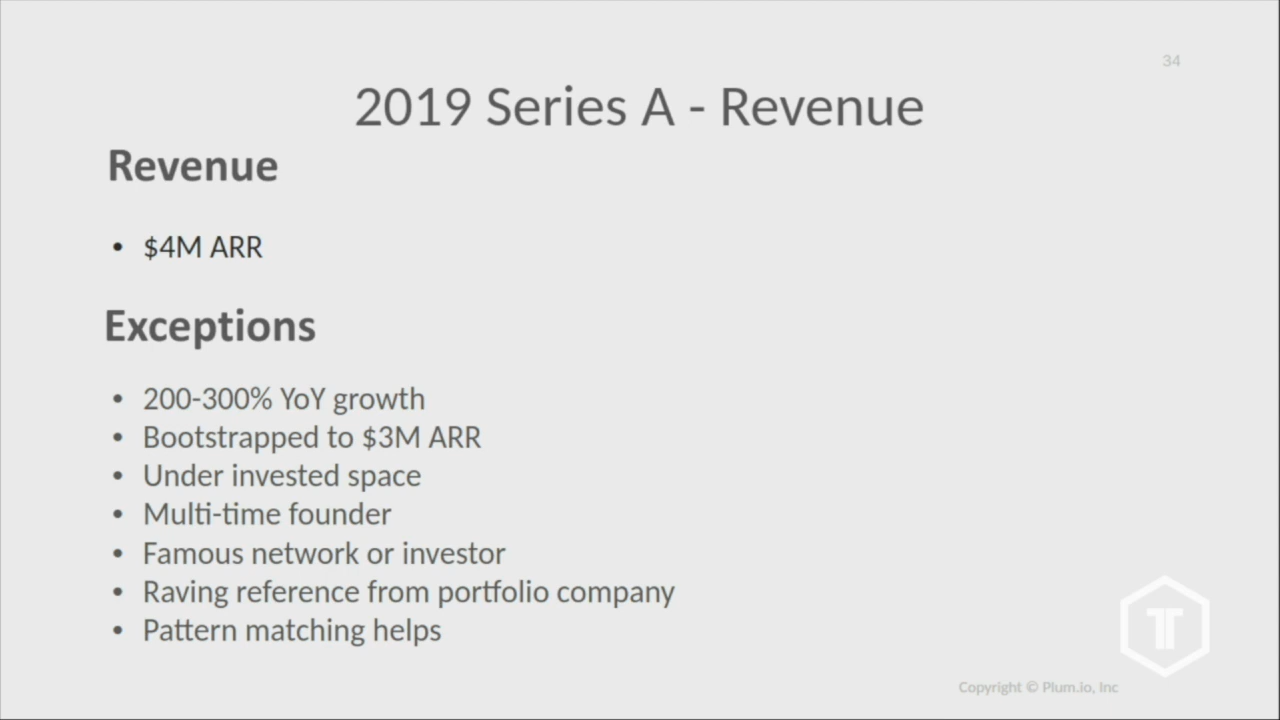 34
2019 Series A - Revenue
Revenue
• $4M ARR
Exceptions
• 200-300% YoY growth
• Bootstrapped to $3M ARR
• Under invested space
• Multi-time founder
• Famous network or investor
• Raving reference from portfolio company
• Pattern matching helps
Copyright © Plum.io, Inc